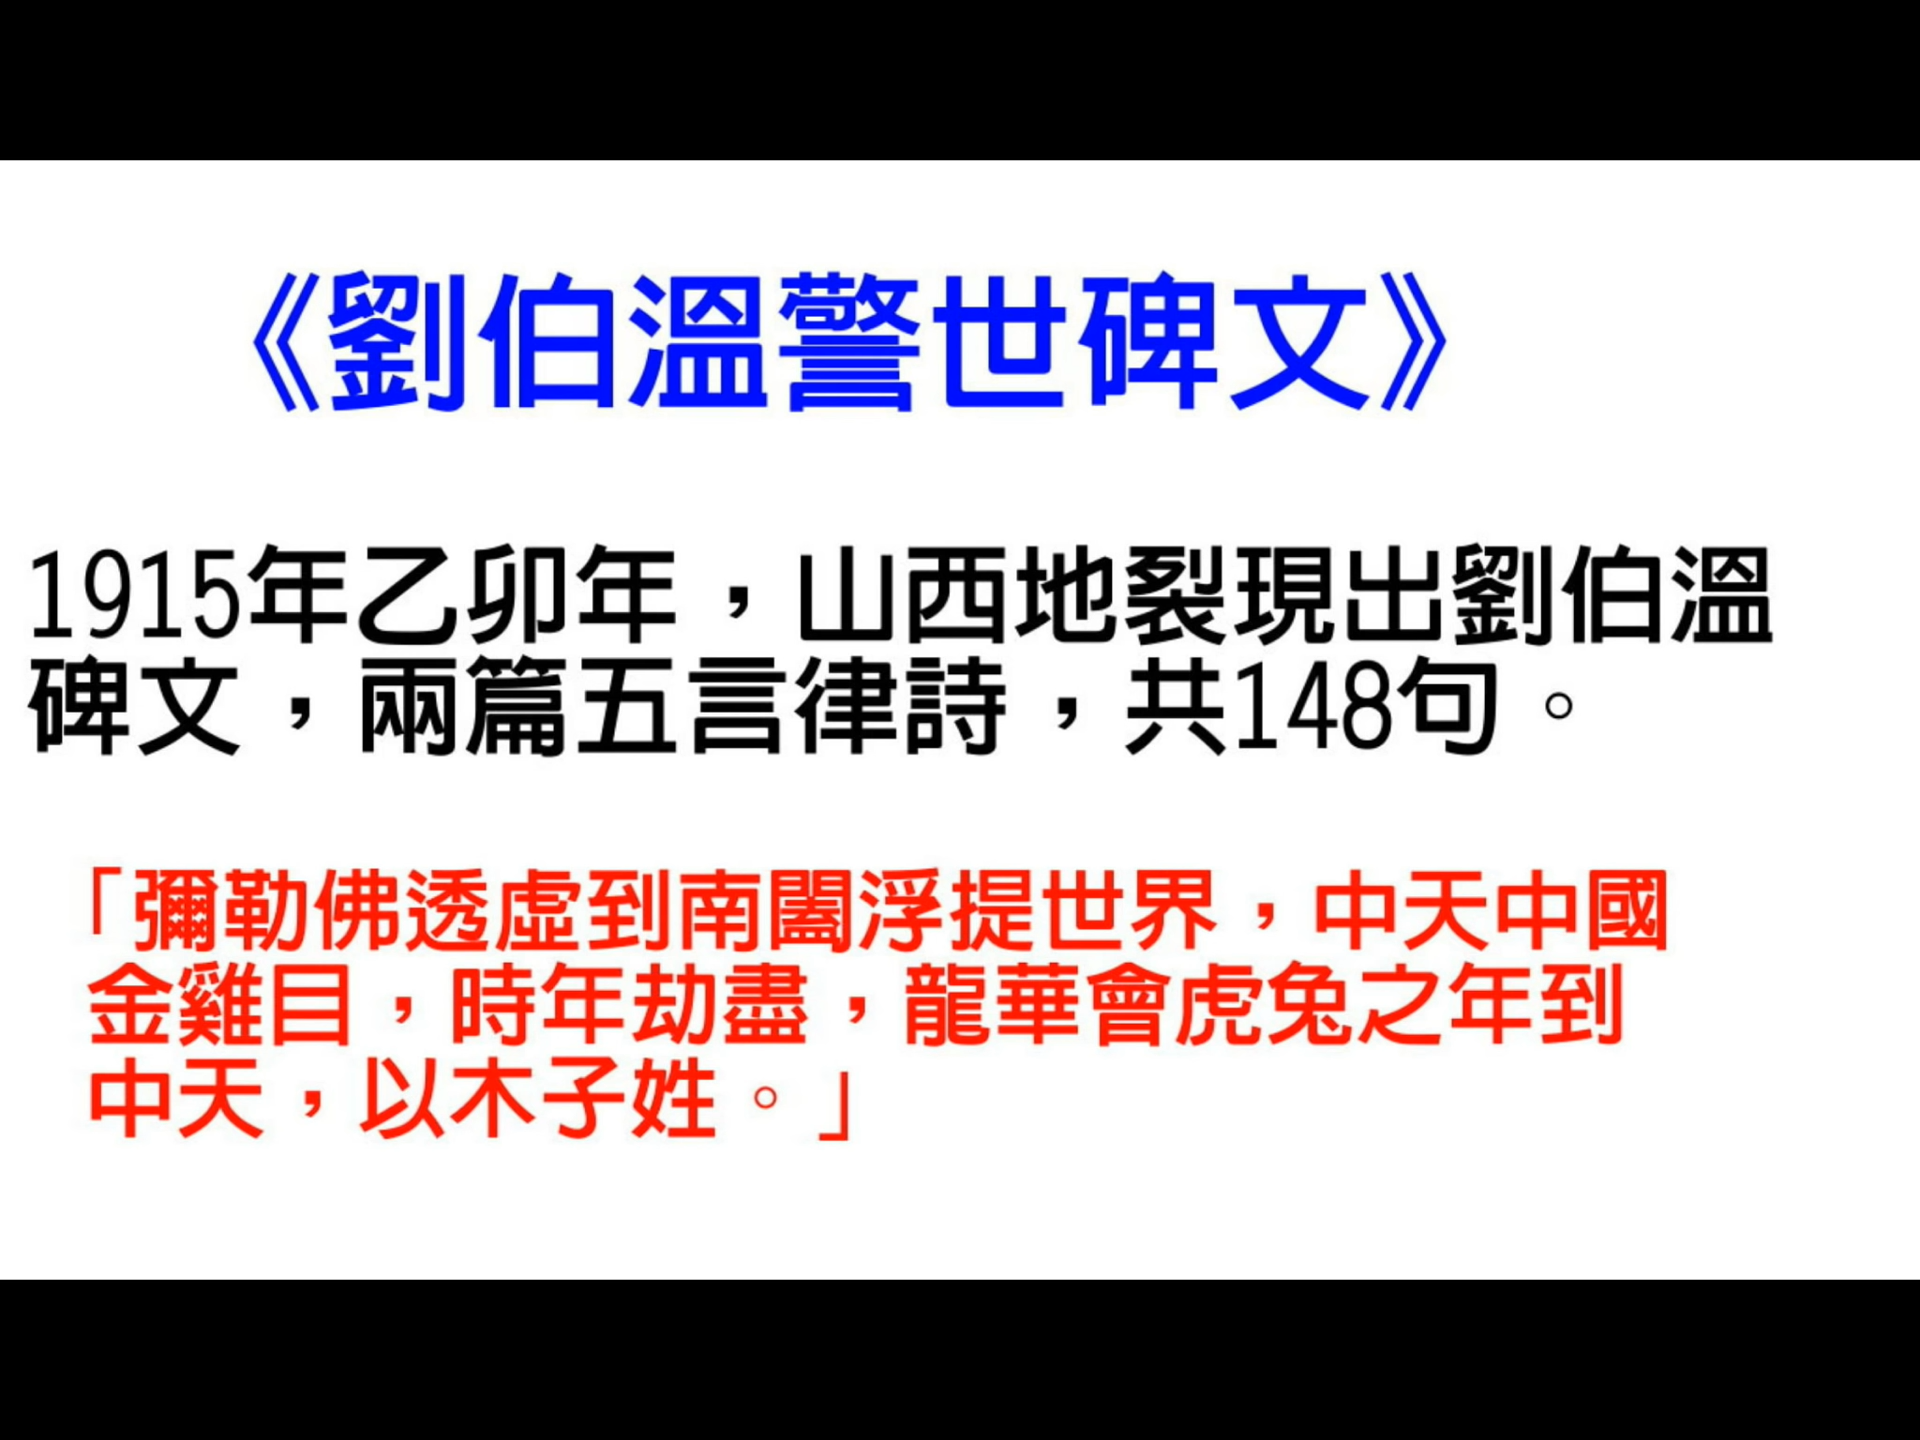 《劉伯溫警世碑文》
1915年乙卯年，山西地裂現出劉伯溫
碑文，兩篇五言律詩，共148句。
「彌勒佛透虛到南閻浮提世界，中天中國
金雞目，時年劫盡，龍華會虎兔之年到
中天，以木子姓。」